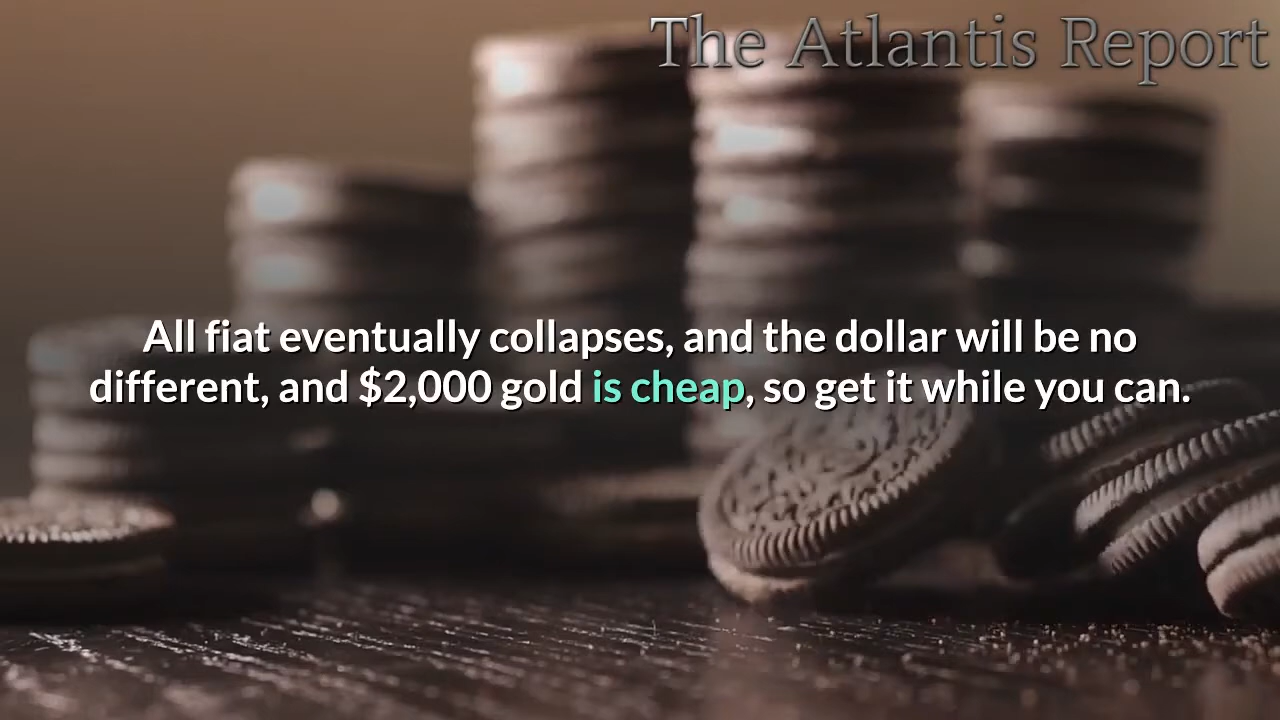 The Atlantis Report
All fiat eventually collapses, and the dollar will be no
different, and $2,000 gold is cheap, so get it while you can.